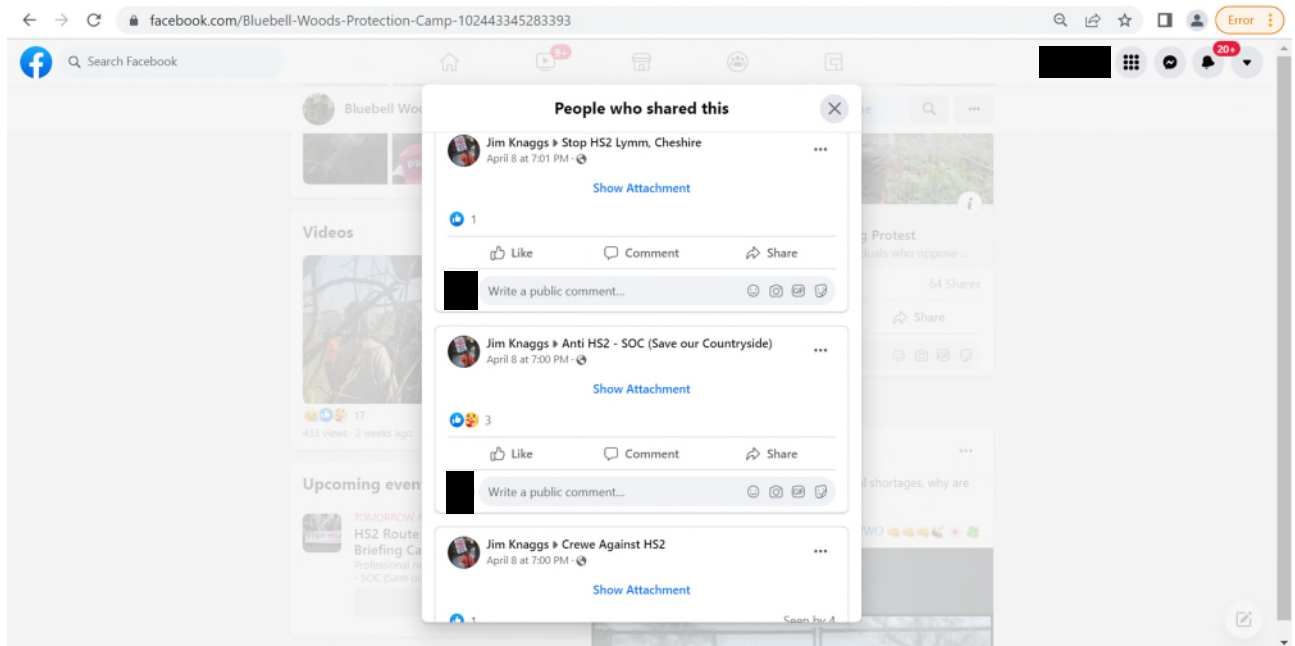 facebook.com/Bluebell-Woods-Protection-Camp-102443345283393
Error
Search Facebook
9+
20+
Bluebell Woo
People who shared this
Jim Knaggs ▸ Stop HS2 Lymm, Cheshire
April 8 at 7:01 PM ·
Show Attachment
1
Like Comment Share
Write a public comment...
GIF
Videos
g Protest
duals who oppose ...
64 Shares
Share
Jim Knaggs ▸ Anti HS2 - SOC (Save our Countryside)
April 8 at 7:00 PM ·
Show Attachment
17
3
433 views · 2 weeks ago
Like Comment Share
Write a public comment...
GIF
Upcoming even
l shortages, why are
TOMORROW A
HS2 Route
Briefing Ca
Professional
- SOC (Save ou
WO
Jim Knaggs ▸ Crewe Against HS2
April 8 at 7:00 PM ·
Show Attachment
1
Seen by 4